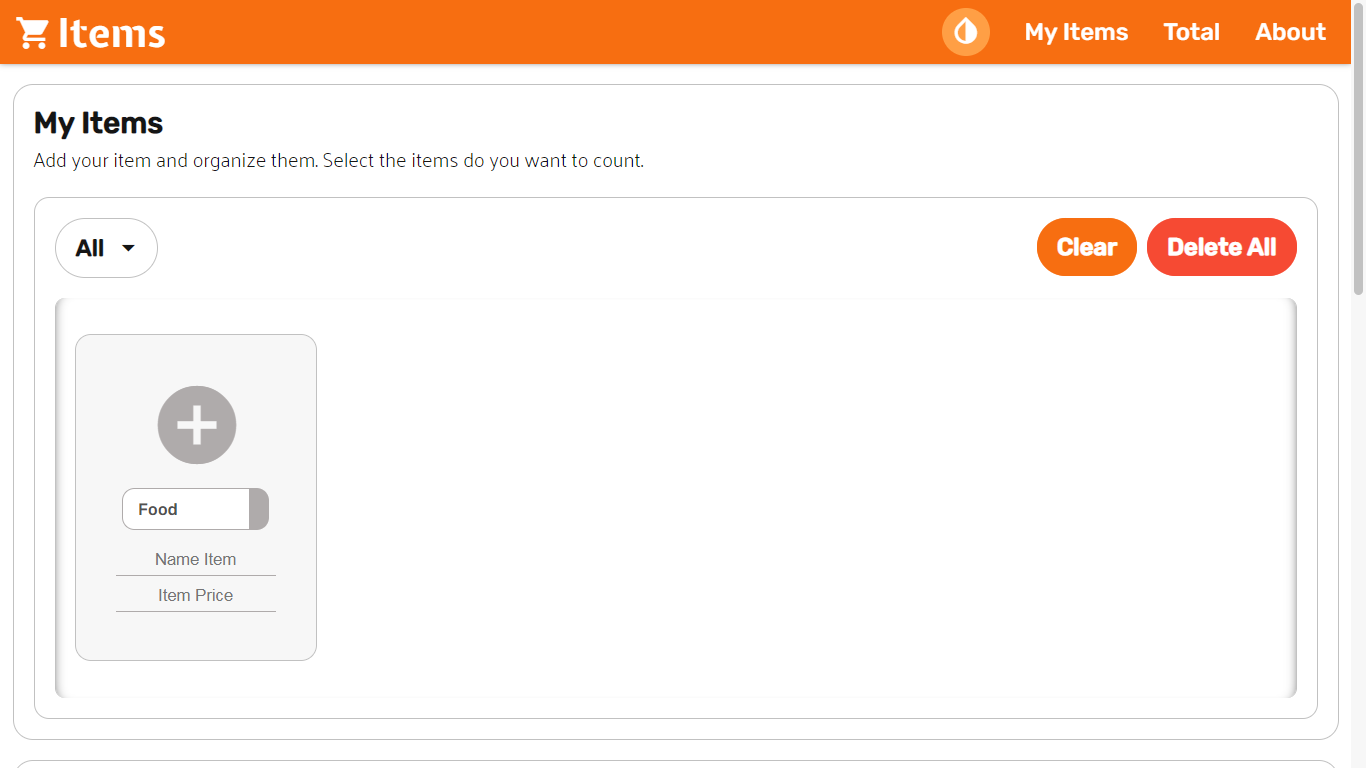 Items
My Items
Total
About
My Items
Add your item and organize them. Select the items do you want to count.
All
Clear
Delete All
Food
Name Item
Item Price